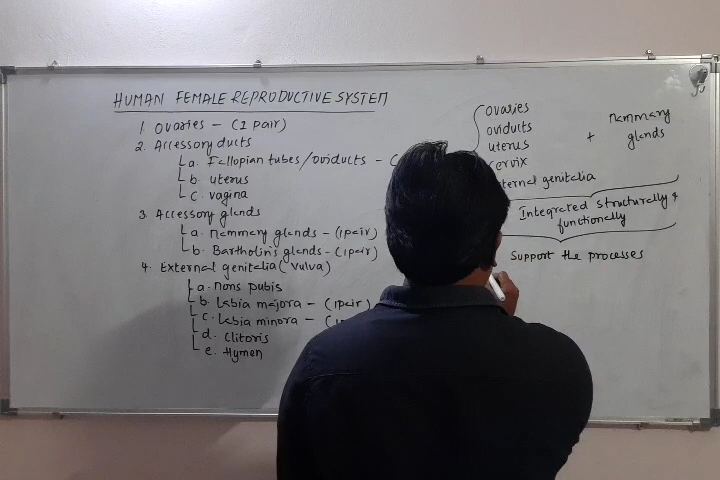 HUMAN FEMALE REPRODUCTIVE SYSTEM
1. Ovaries - (1 pair)
2. Accessory ducts
a. Fallopian tubes/oviducts - (
b. uterus
c. vagina
3. Accessory glands
a. Mammary glands - (1pair)
b. Bartholin's glands - (1pair)
4. External genitalia (vulva)
a. Mons pubis
b. Labia majora - (1pair)
c. Labia minora - (
d. Clitoris
e. Hymen
ovaries
oviducts
uterus
cervix
genitalia
+ Mammary
glands
Integrated structurally &
functionally
Support the processes